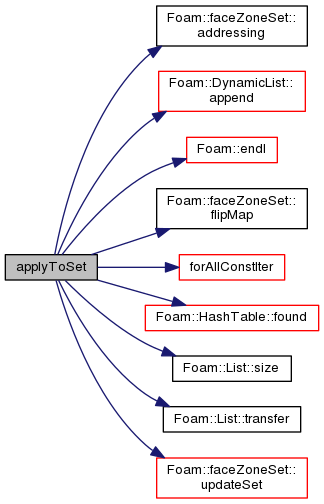 Foam::faceZoneSet::
addressing
Foam::DynamicList::
append
Foam::endl
Foam::faceZoneSet::
flipMap
applyToSet
forAllConstIter
Foam::HashTable::found
Foam::List::size
Foam::List::transfer
Foam::faceZoneSet::
updateSet